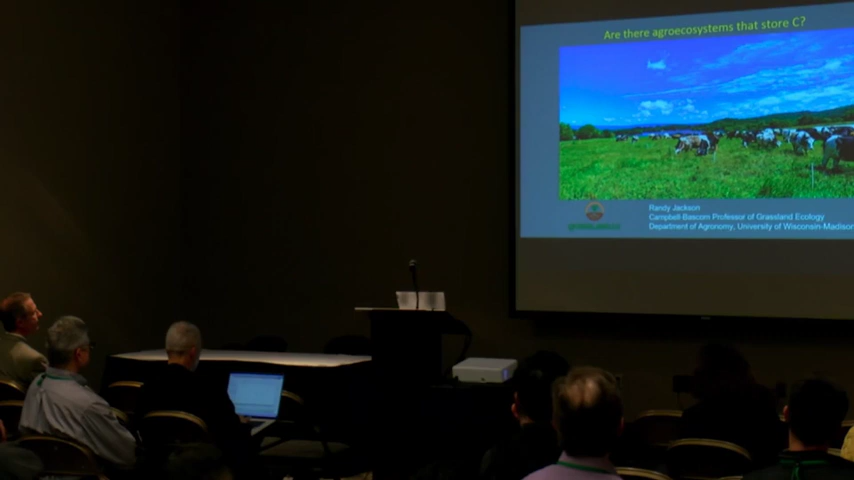 Are there agroecosystems that store C?
Randy Jackson
Campbell-Bascom Professor of Grassland Ecology
Department of Agronomy, University of Wisconsin-Madison